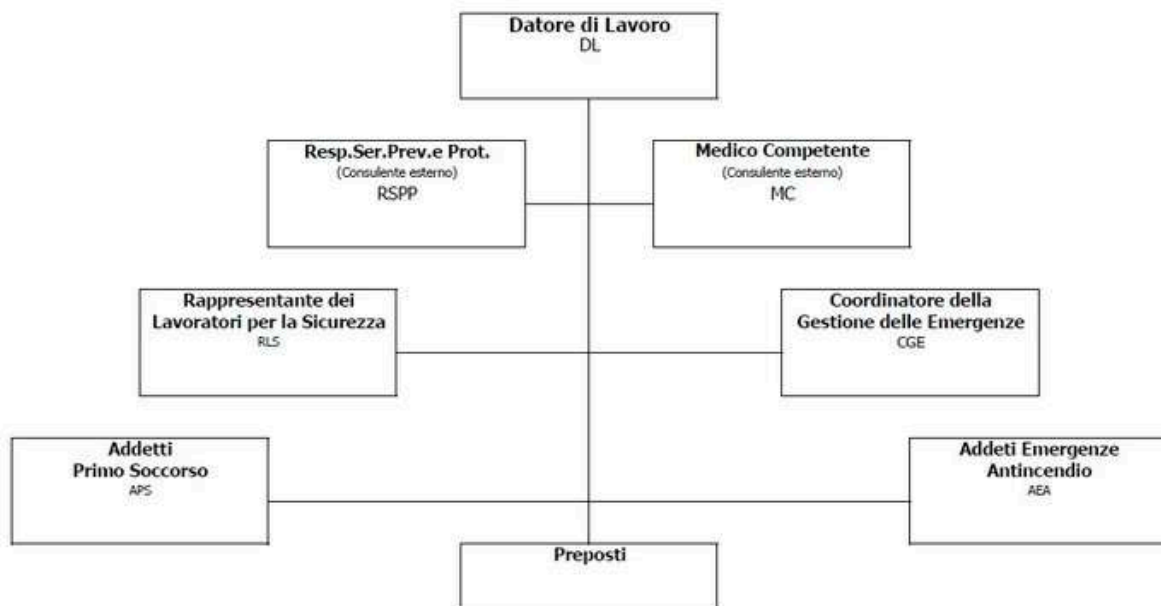 Datore di Lavoro
DL
Resp.Ser.Prev.e Prot.
(Consulente esterno)
RSPP
Medico Competente
(Consulente esterno)
MC
Rappresentante dei
Lavoratori per la Sicurezza
RLS
Coordinatore della
Gestione delle Emergenze
CGE
Addetti
Primo Soccorso
APS
Addeti Emergenze
Antincendio
AEA
Preposti